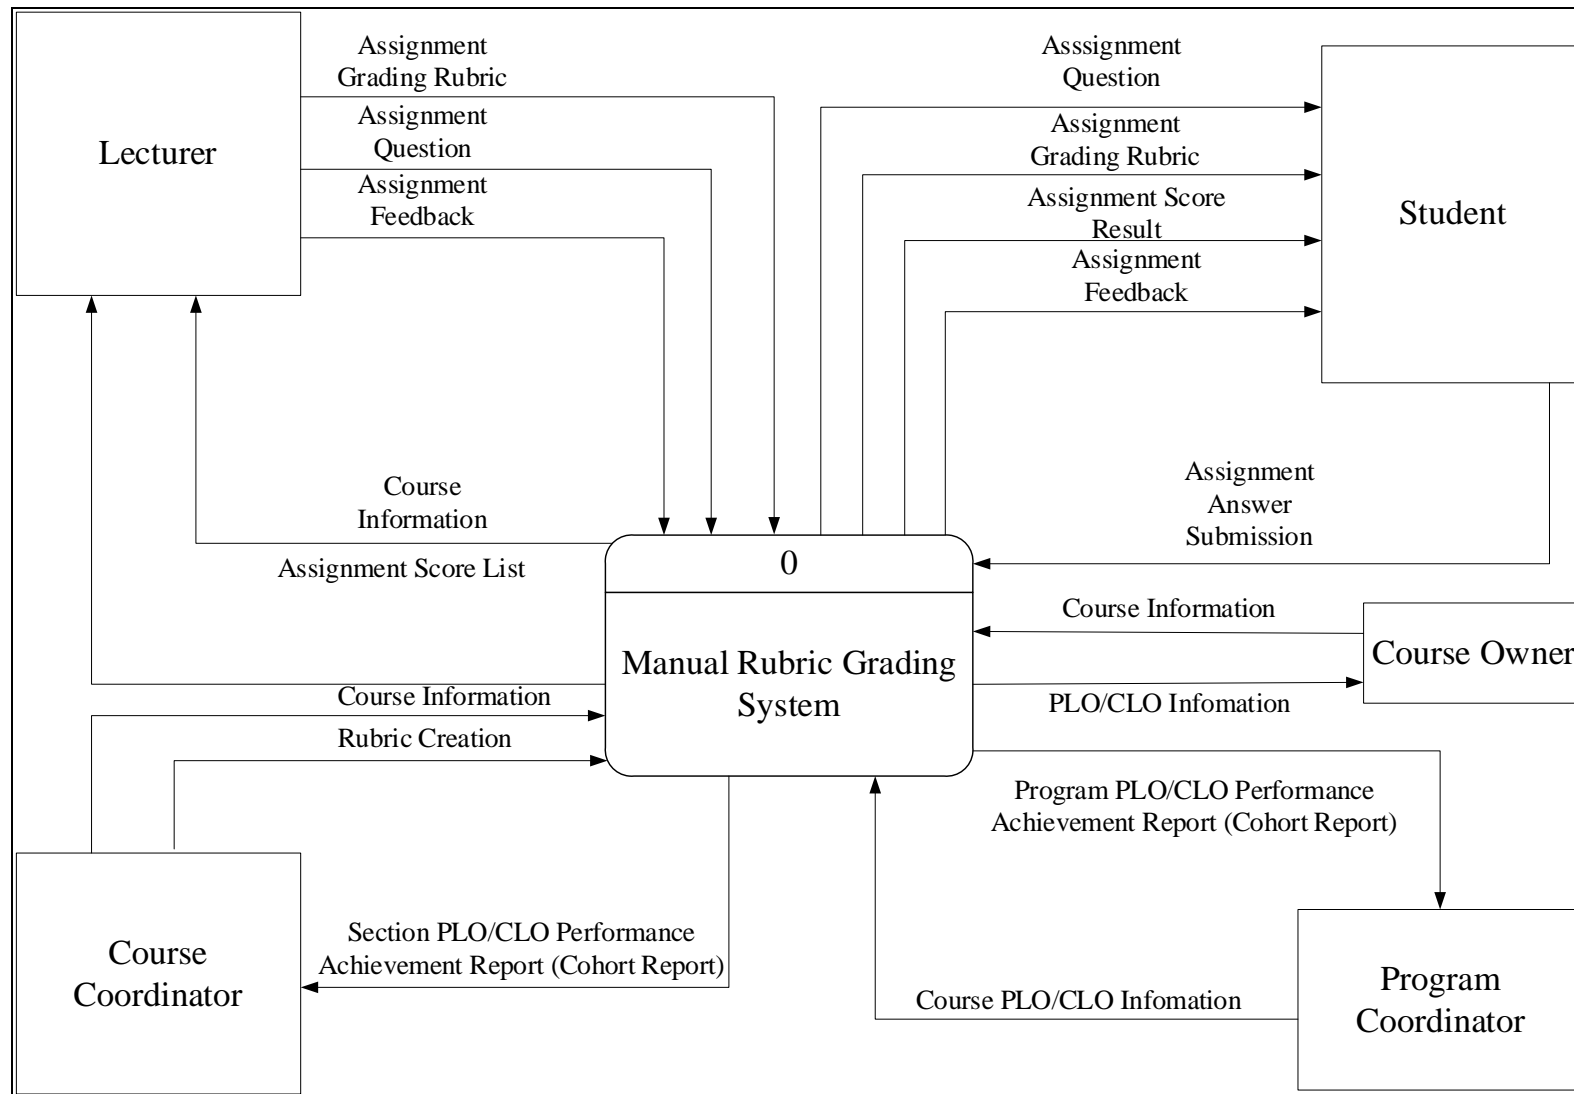 Assignment
Grading Rubric
Assignment
Question
Assignment
Feedback
Lecturer
Asssignment
Question
Assignment
Grading Rubric
Assignment Score
Result
Assignment
Feedback
Student
Course
Information
Assignment Score List
Assignment
Answer
Submission
0
Manual Rubric Grading
System
Course Information
Course Owner
PLO/CLO Infomation
Course Information
Rubric Creation
Program PLO/CLO Performance
Achievement Report (Cohort Report)
Course
Coordinator
Section PLO/CLO Performance
Achievement Report (Cohort Report)
Course PLO/CLO Infomation
Program
Coordinator